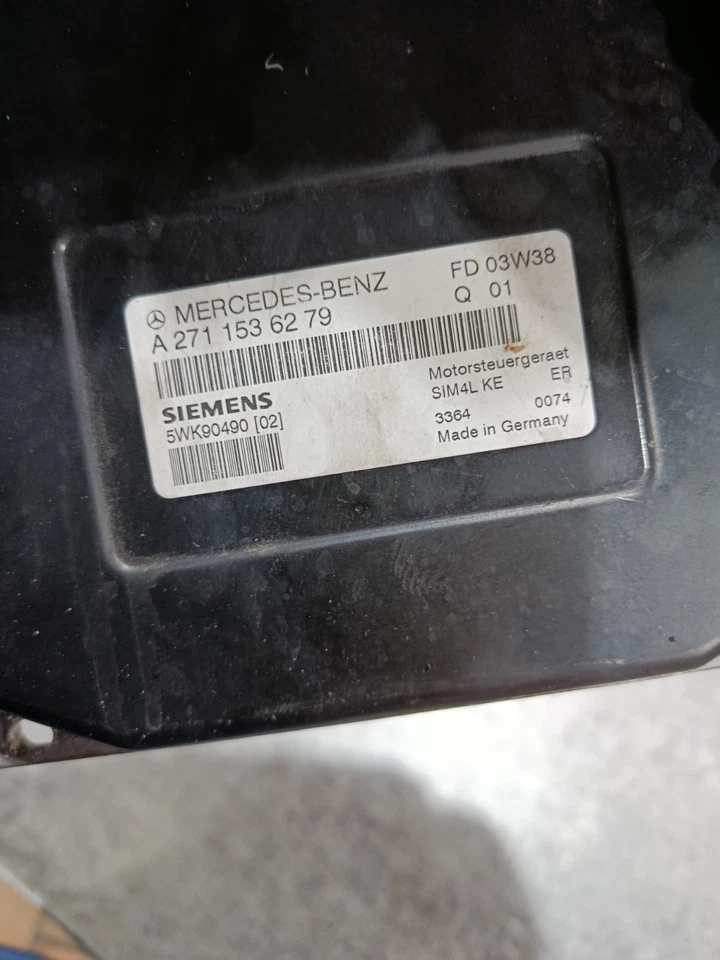 MERCEDES-BENZ FD 03W38
A 271 153 62 79 Q 01
SIEMENS Motorsteuergeraet
5WK90490 [02] SIM4L KE ER
3364 0074
Made in Germany